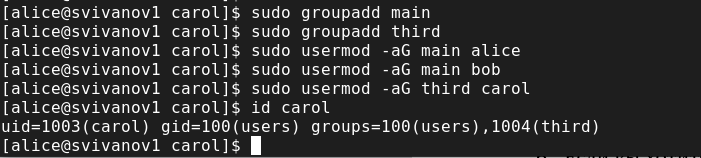 [alice@svivanov1 carol]$ sudo groupadd main
[alice@svivanov1 carol]$ sudo groupadd third
[alice@svivanov1 carol]$ sudo usermod -aG main alice
[alice@svivanov1 carol]$ sudo usermod -aG main bob
[alice@svivanov1 carol]$ sudo usermod -aG third carol
[alice@svivanov1 carol]$ id carol
uid=1003(carol) gid=100(users) groups=100(users),1004(third)
[alice@svivanov1 carol]$